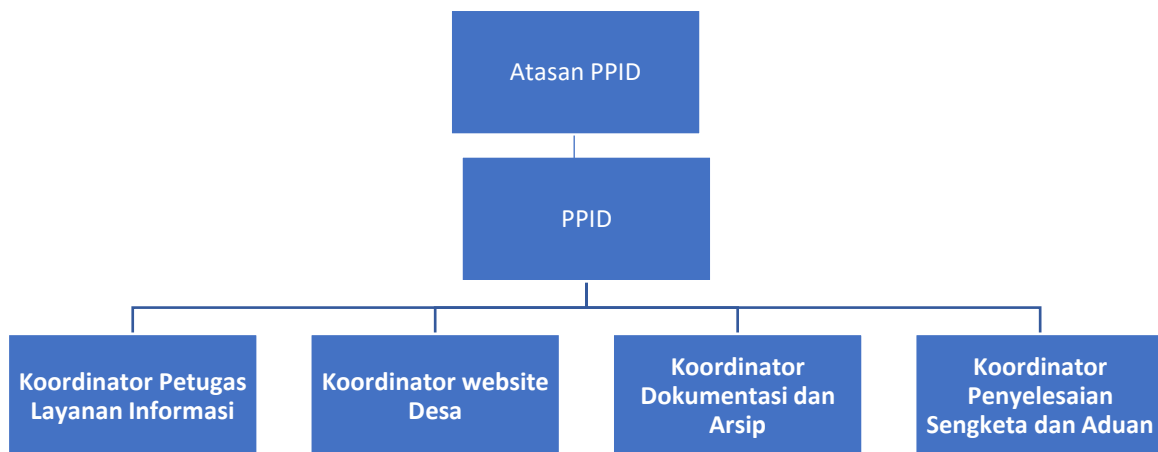 Atasan PPID
PPID
Koordinator Petugas
Layanan Informasi
Koordinator website
Desa
Koordinator
Dokumentasi dan
Arsip
Koordinator
Penyelesaian
Sengketa dan Aduan